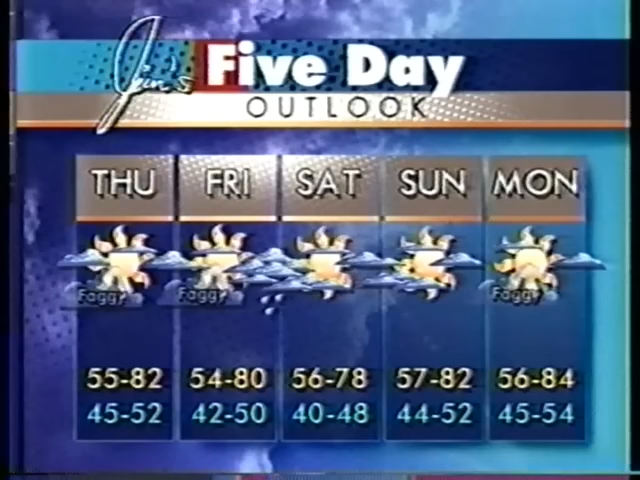 Jim's Five Day
OUTLOOK
THU FRI SAT SUN MON
Foggy Foggy Foggy
55-82 54-80 56-78 57-82 56-84
45-52 42-50 40-48 44-52 45-54